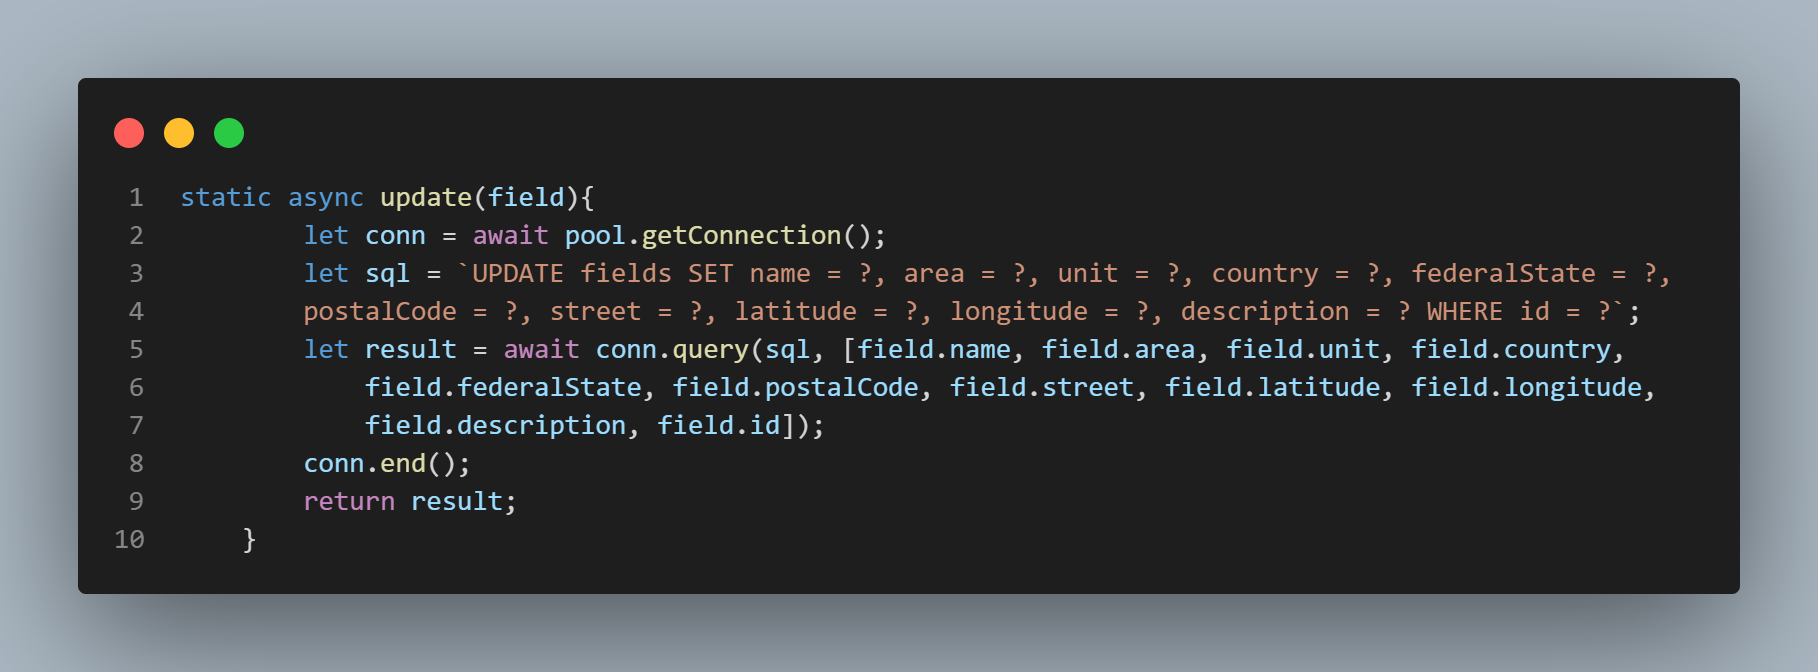 1 static async update(field){
2 let conn = await pool.getConnection();
3 let sql = `UPDATE fields SET name = ?, area = ?, unit = ?, country = ?, federalState = ?,
4 postalCode = ?, street = ?, latitude = ?, longitude = ?, description = ? WHERE id = ?`;
5 let result = await conn.query(sql, [field.name, field.area, field.unit, field.country,
6 field.federalState, field.postalCode, field.street, field.latitude, field.longitude,
7 field.description, field.id]);
8 conn.end();
9 return result;
10 }